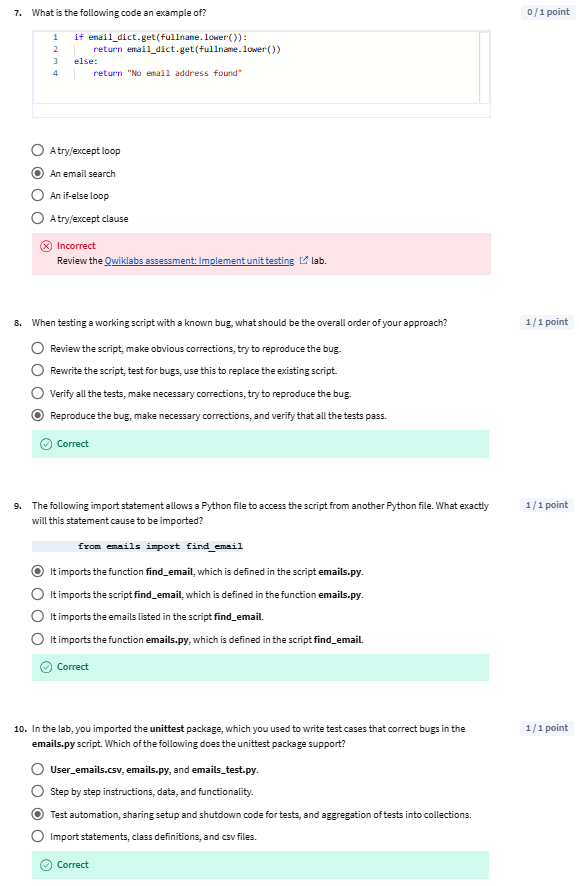 7. What is the following code an example of?
0 / 1 point
1 if email_dict.get(fullname.lower()):
2 return email_dict.get(fullname.lower())
3 else:
4 return "No email address found"
A try/except loop
An email search
An if-else loop
A try/except clause
Incorrect
Review the Qwiklabs assessment: Implement unit testing lab.
8. When testing a working script with a known bug, what should be the overall order of your approach?
1 / 1 point
Review the script, make obvious corrections, try to reproduce the bug.
Rewrite the script, test for bugs, use this to replace the existing script.
Verify all the tests, make necessary corrections, try to reproduce the bug.
Reproduce the bug, make necessary corrections, and verify that all the tests pass.
Correct
9. The following import statement allows a Python file to access the script from another Python file. What exactly
1 / 1 point
will this statement cause to be imported?
from emails import find_email
It imports the function find_email, which is defined in the script emails.py.
It imports the script find_email, which is defined in the function emails.py.
It imports the emails listed in the script find_email.
It imports the function emails.py, which is defined in the script find_email.
Correct
10. In the lab, you imported the unittest package, which you used to write test cases that correct bugs in the
1 / 1 point
emails.py script. Which of the following does the unittest package support?
User_emails.csv, emails.py, and emails_test.py.
Step by step instructions, data, and functionality.
Test automation, sharing setup and shutdown code for tests, and aggregation of tests into collections.
Import statements, class definitions, and csv files.
Correct